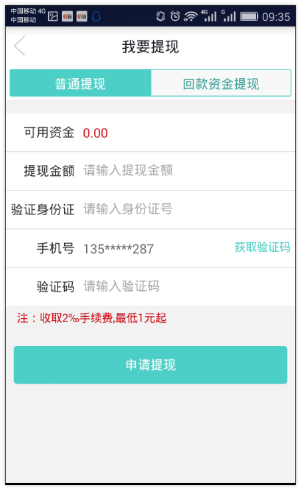 中国移动 4G
中国移动
4G
G
09:35
我要提现
普通提现 回款资金提现
可用资金 0.00
提现金额 请输入提现金额
验证身份证 请输入身份证号
手机号 135*****287 获取验证码
验证码 请输入验证码
注：收取2‰手续费,最低1元起
申请提现